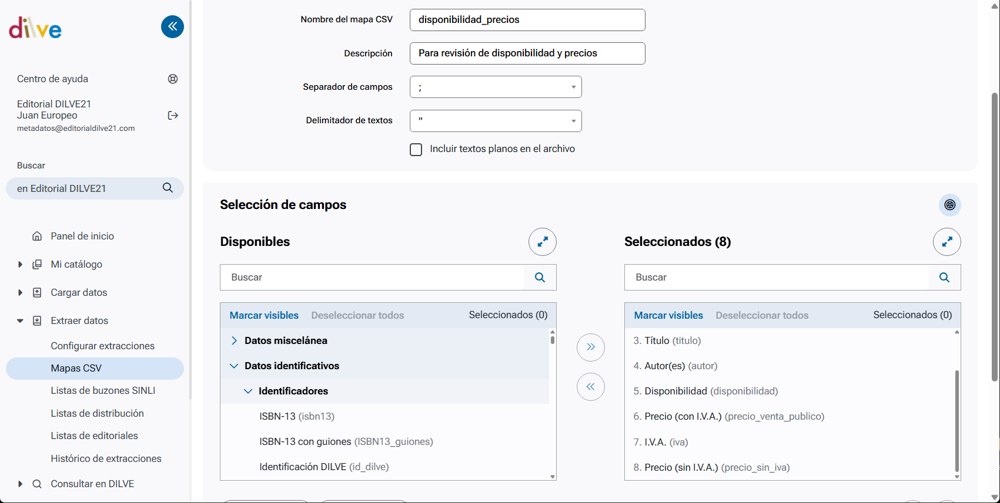 dilve
Centro de ayuda
Editorial DILVE21
Juan Europeo
metadatos@editorialdilve21.com
Buscar
en Editorial DILVE21
Panel de inicio
Mi catálogo
Cargar datos
Extraer datos
Configurar extracciones
Mapas CSV
Listas de buzones SINLI
Listas de distribución
Listas de editoriales
Histórico de extracciones
Consultar en DILVE
Nombre del mapa CSV disponibilidad_precios
Descripción Para revisión de disponibilidad y precios
Separador de campos ;
Delimitador de textos "
Incluir textos planos en el archivo
Selección de campos
Disponibles
Buscar
Marcar visibles Deseleccionar todos Seleccionados (0)
Datos miscelánea
Datos identificativos
Identificadores
ISBN-13 (isbn13)
ISBN-13 con guiones (ISBN13_guiones)
Identificación DILVE (id_dilve)
Seleccionados (8)
Buscar
Marcar visibles Deseleccionar todos Seleccionados (0)
3. Título (titulo)
4. Autor(es) (autor)
5. Disponibilidad (disponibilidad)
6. Precio (con I.V.A.) (precio_venta_publico)
7. I.V.A. (iva)
8. Precio (sin I.V.A.) (precio_sin_iva)